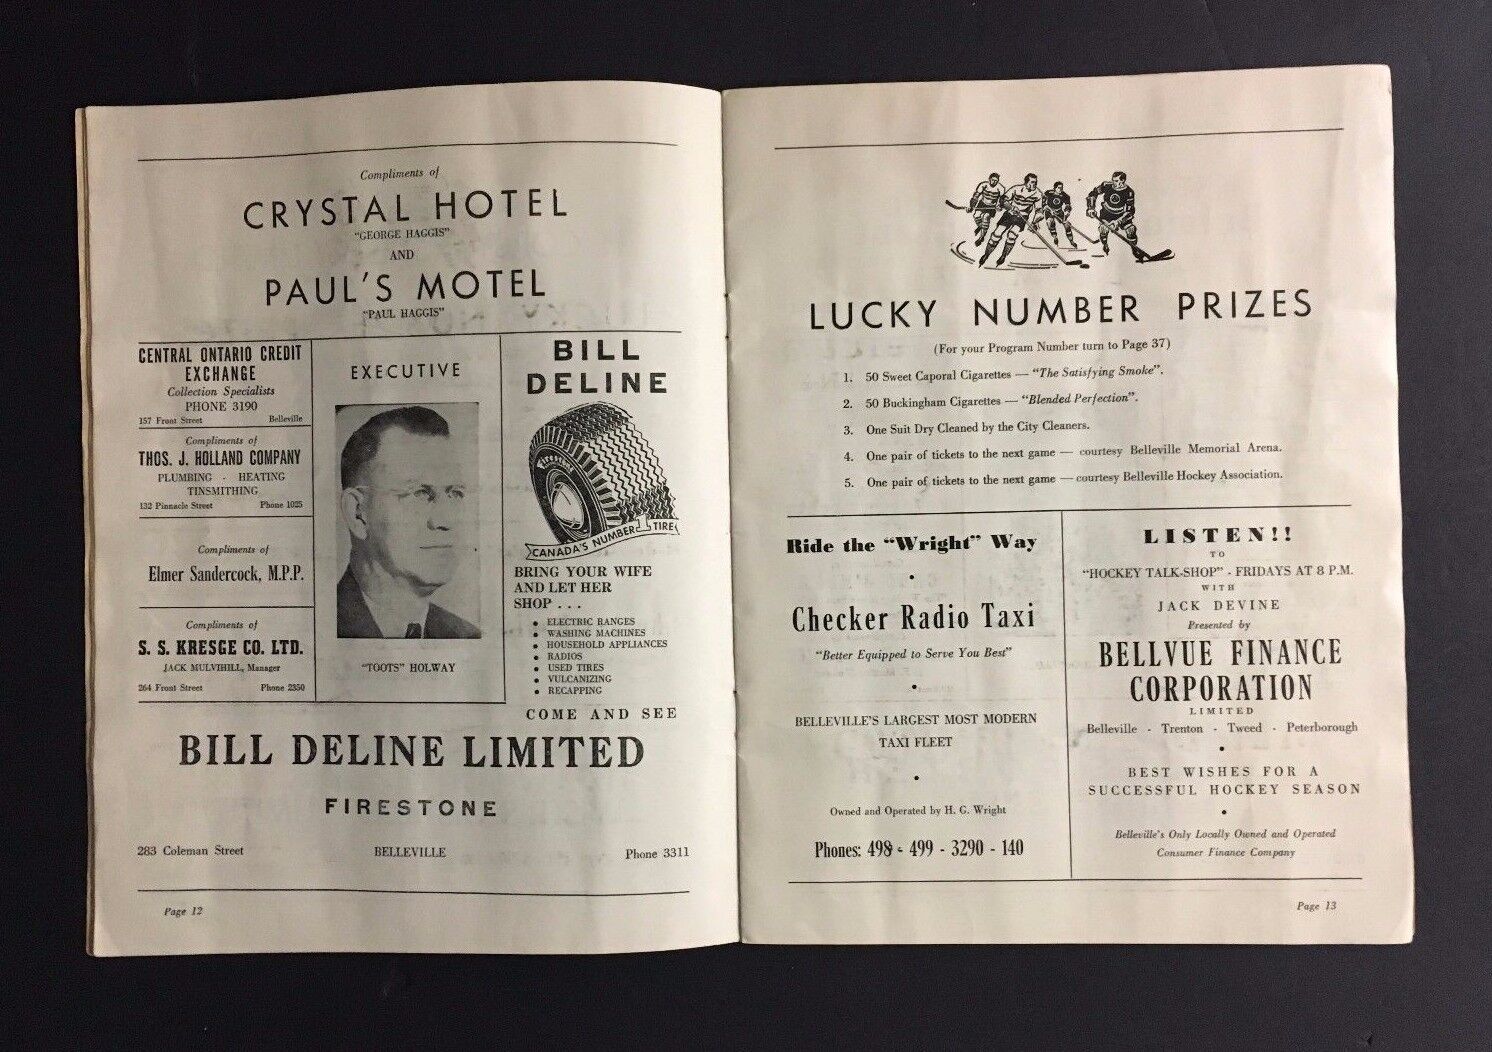 Compliments of
CRYSTAL HOTEL
"GEORGE HAGGIS"
AND
PAUL'S MOTEL
"PAUL HAGGIS"
CENTRAL ONTARIO CREDIT
EXCHANGE
Collection Specialists
PHONE 3190
157 Front Street Belleville
Compliments of
THOS. J. HOLLAND COMPANY
PLUMBING - HEATING
TINSMITHING
132 Pinnacle Street Phone 1025
Compliments of
Elmer Sandercock, M.P.P.
Compliments of
S. S. KRESGE CO. LTD.
JACK MULVIHILL, Manager
264 Front Street Phone 2350
EXECUTIVE
"TOOTS" HOLWAY
BILL
DELINE
Firestone
CANADA'S NUMBER 1 TIRE
BRING YOUR WIFE
AND LET HER
SHOP . . .
● ELECTRIC RANGES
● WASHING MACHINES
● HOUSEHOLD APPLIANCES
● RADIOS
● USED TIRES
● VULCANIZING
● RECAPPING
COME AND SEE
BILL DELINE LIMITED
FIRESTONE
283 Coleman Street BELLEVILLE Phone 3311
Page 12
LUCKY NUMBER PRIZES
(For your Program Number turn to Page 37)
1. 50 Sweet Caporal Cigarettes — "The Satisfying Smoke".
2. 50 Buckingham Cigarettes — "Blended Perfection".
3. One Suit Dry Cleaned by the City Cleaners.
4. One pair of tickets to the next game — courtesy Belleville Memorial Arena.
5. One pair of tickets to the next game — courtesy Belleville Hockey Association.
Ride the "Wright" Way
•
Checker Radio Taxi
"Better Equipped to Serve You Best"
•
BELLEVILLE'S LARGEST MOST MODERN
TAXI FLEET
•
Owned and Operated by H. G. Wright
Phones: 498 - 499 - 3290 - 140
LISTEN!!
TO
"HOCKEY TALK-SHOP" - FRIDAYS AT 8 P.M.
WITH
JACK DEVINE
Presented by
BELLVUE FINANCE
CORPORATION
LIMITED
Belleville - Trenton - Tweed - Peterborough
•
BEST WISHES FOR A
SUCCESSFUL HOCKEY SEASON
•
Belleville's Only Locally Owned and Operated
Consumer Finance Company
Page 13